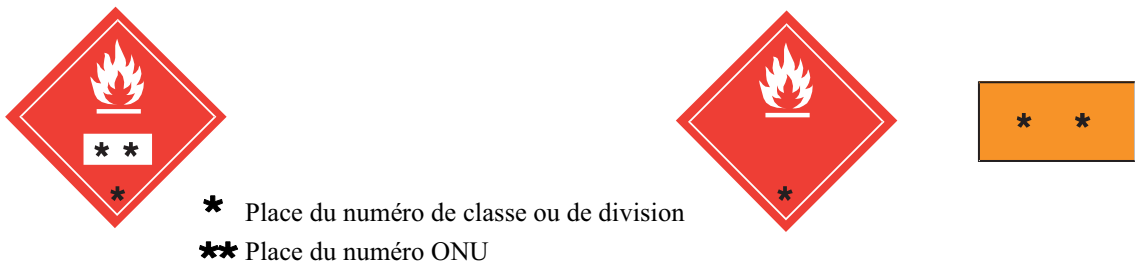 * *
*
*
* *
* Place du numéro de classe ou de division
** Place du numéro ONU